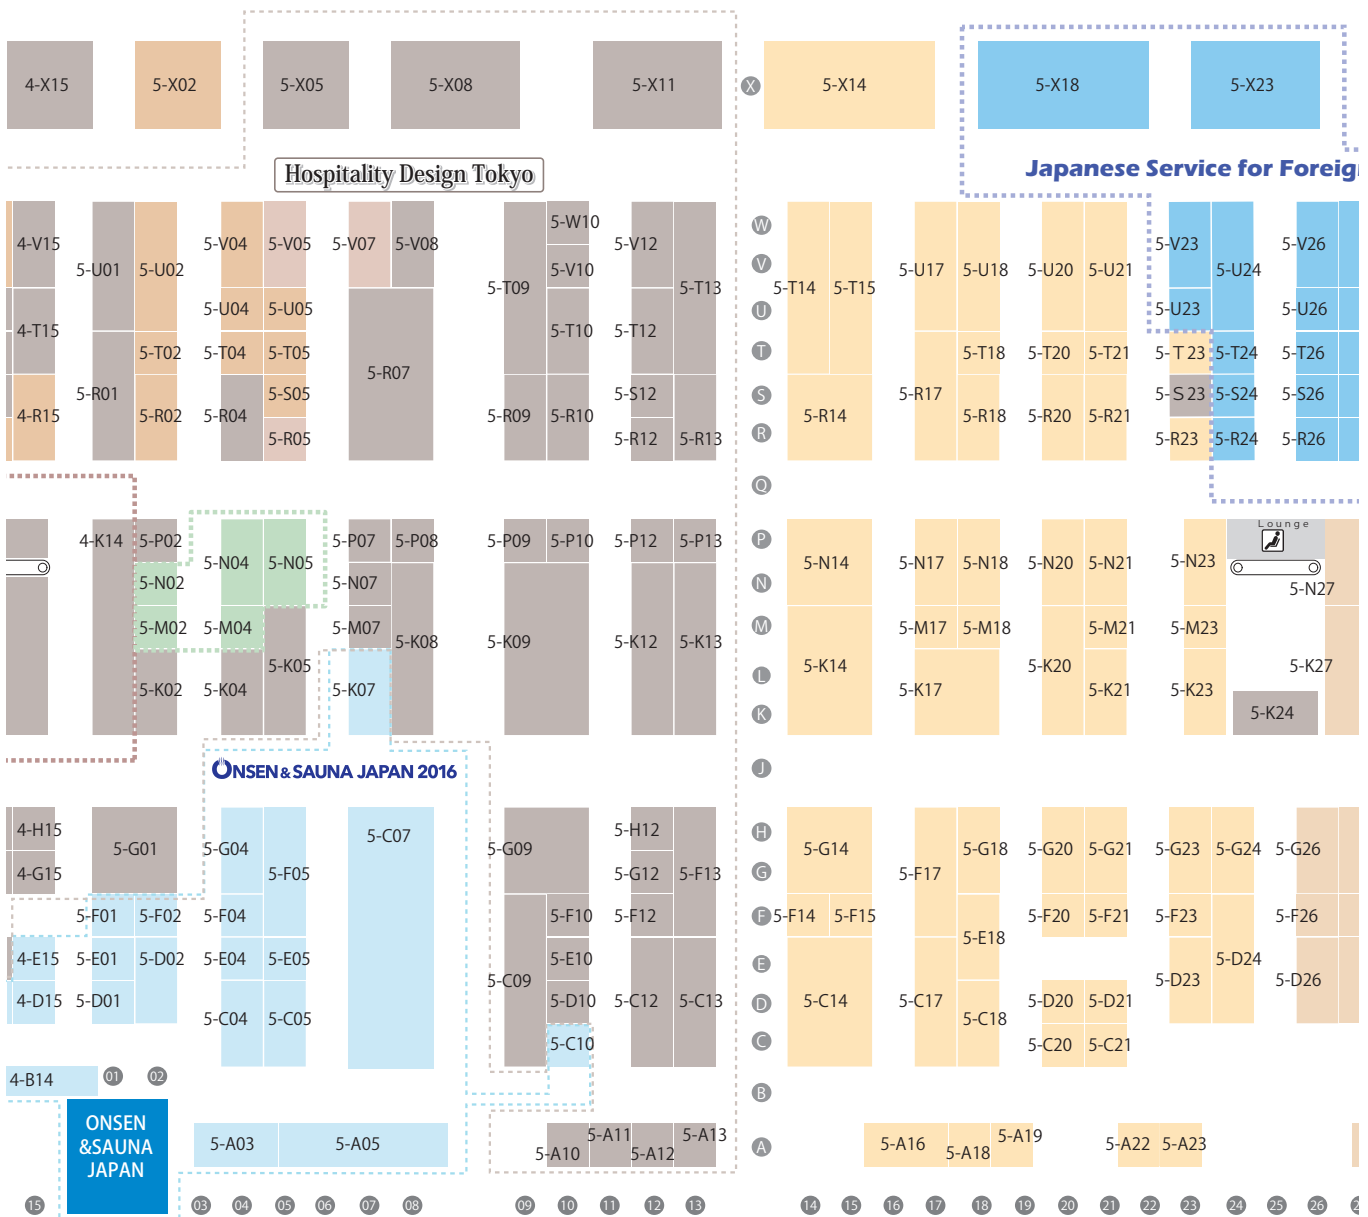 4-X15 5-X02 5-X05 5-X08 5-X11 X 5-X14 5-X18 5-X23
Hospitality Design Tokyo
Japanese Service for Foreig
5-W10 W
4-V15 5-V04 5-V05 5-V07 5-V08 5-V12 5-V23 5-V26
5-U01 5-U02 5-V10 V 5-U17 5-U18 5-U20 5-U21 5-U24
5-T09 5-T13 5-T14 5-T15
5-U04 5-U05 U 5-U23 5-U26
4-T15 5-T10 5-T12
5-T02 5-T04 5-T05 T 5-T18 5-T20 5-T21 5-T 23 5-T24 5-T26
5-R07
5-R01 5-S05 5-S12 S 5-R17 5-S 23 5-S24 5-S26
4-R15 5-R02 5-R04 5-R09 5-R10 5-R14 5-R18 5-R20 5-R21
5-R05 5-R12 5-R13 R 5-R23 5-R24 5-R26
Q
Lounge
4-K14 5-P02 5-P07 5-P08 5-P09 5-P10 5-P12 5-P13 P
5-N04 5-N05 5-N14 5-N17 5-N18 5-N20 5-N21 5-N23
5-N02 5-N07 N 5-N27
5-M02 5-M04 5-M07 M 5-M17 5-M18 5-M21 5-M23
5-K08 5-K09 5-K12 5-K13
5-K05 5-K14 5-K20 5-K27
5-K02 5-K04 5-K07 L 5-K17 5-K21 5-K23
K 5-K24
ONSEN & SAUNA JAPAN 2016 J
4-H15 5-C07 5-H12 H
5-G01 5-G04 5-G09 5-G14 5-G18 5-G20 5-G21 5-G23 5-G24 5-G26
4-G15 5-F05 5-G12 5-F13 G 5-F17
5-F01 5-F02 5-F04 5-F10 5-F12 F 5-F14 5-F15 5-F20 5-F21 5-F23 5-F26
5-E18
4-E15 5-E01 5-D02 5-E04 5-E05 5-E10 E 5-D24
5-C09 5-D23 5-D26
4-D15 5-D01 5-D10 5-C12 5-C13 D 5-C14 5-C17 5-D20 5-D21
5-C04 5-C05 5-C18
5-C10 C 5-C20 5-C21
4-B14 01 02 B
ONSEN
&SAUNA
JAPAN
5-A03 5-A05 5-A11 5-A13 A 5-A16 5-A19 5-A22 5-A23
5-A10 5-A12 5-A18
15 03 04 05 06 07 08 09 10 11 12 13 14 15 16 17 18 19 20 21 22 23 24 25 26